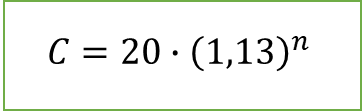 C = 20 · (1,13)ⁿ